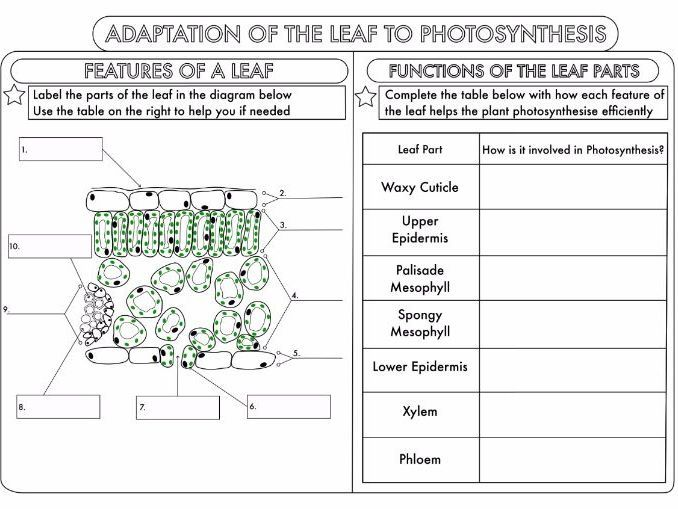 ADAPTATION OF THE LEAF TO PHOTOSYNTHESIS
FEATURES OF A LEAF
Label the parts of the leaf in the diagram below
Use the table on the right to help you if needed
1.
2.
3.
10.
4.
9.
5.
8.
7.
6.
FUNCTIONS OF THE LEAF PARTS
Complete the table below with how each feature of
the leaf helps the plant photosynthesise efficiently
Leaf Part
How is it involved in Photosynthesis?
Waxy Cuticle
Upper
Epidermis
Palisade
Mesophyll
Spongy
Mesophyll
Lower Epidermis
Xylem
Phloem